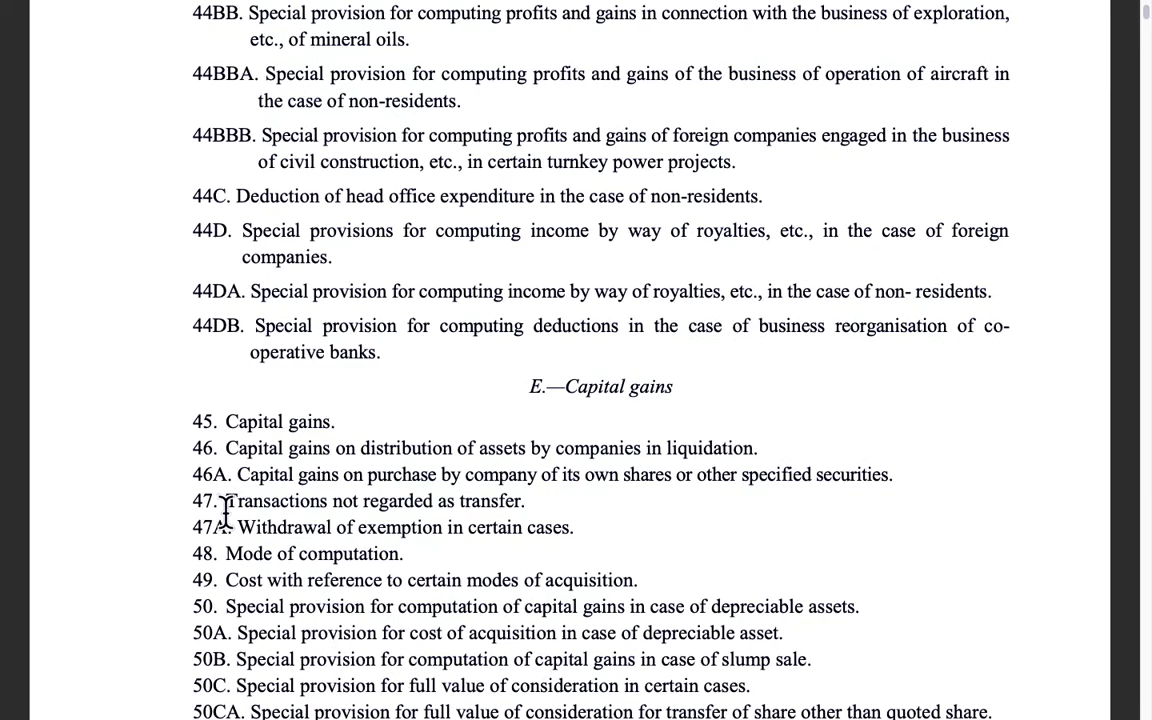 44BB. Special provision for computing profits and gains in connection with the business of exploration,
etc., of mineral oils.
44BBA. Special provision for computing profits and gains of the business of operation of aircraft in
the case of non-residents.
44BBB. Special provision for computing profits and gains of foreign companies engaged in the business
of civil construction, etc., in certain turnkey power projects.
44C. Deduction of head office expenditure in the case of non-residents.
44D. Special provisions for computing income by way of royalties, etc., in the case of foreign
companies.
44DA. Special provision for computing income by way of royalties, etc., in the case of non- residents.
44DB. Special provision for computing deductions in the case of business reorganisation of co-
operative banks.
E.—Capital gains
45. Capital gains.
46. Capital gains on distribution of assets by companies in liquidation.
46A. Capital gains on purchase by company of its own shares or other specified securities.
47. Transactions not regarded as transfer.
47A. Withdrawal of exemption in certain cases.
48. Mode of computation.
49. Cost with reference to certain modes of acquisition.
50. Special provision for computation of capital gains in case of depreciable assets.
50A. Special provision for cost of acquisition in case of depreciable asset.
50B. Special provision for computation of capital gains in case of slump sale.
50C. Special provision for full value of consideration in certain cases.
50CA. Special provision for full value of consideration for transfer of share other than quoted share.